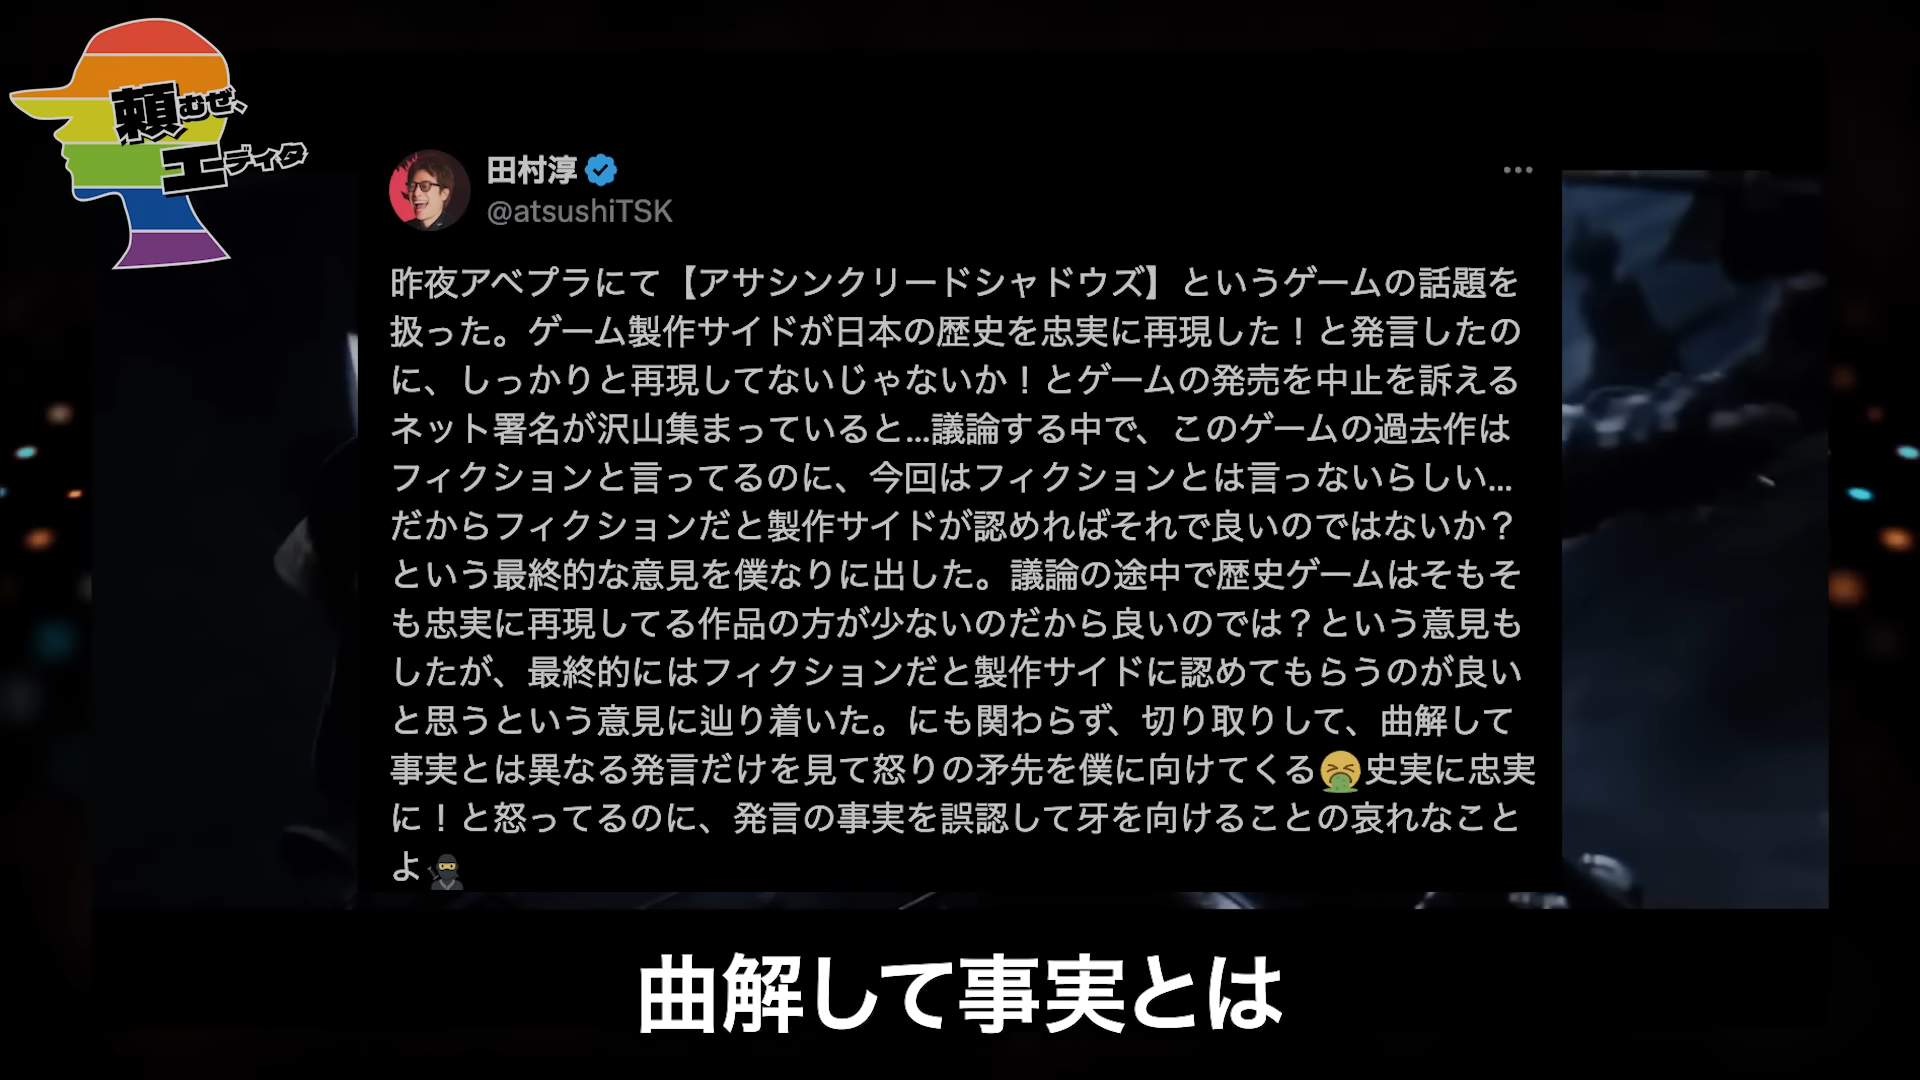 頼むぜ、
エディタ
田村淳
@atsushiTSK
昨夜アベプラにて【アサシンクリードシャドウズ】というゲームの話題を
扱った。ゲーム製作サイドが日本の歴史を忠実に再現した！と発言したの
に、しっかりと再現してないじゃないか！とゲームの発売を中止を訴える
ネット署名が沢山集まっていると...議論する中で、このゲームの過去作は
フィクションと言ってるのに、今回はフィクションとは言っないらしい...
だからフィクションだと製作サイドが認めればそれで良いのではないか？
という最終的な意見を僕なりに出した。議論の途中で歴史ゲームはそもそ
も忠実に再現してる作品の方が少ないのだから良いのでは？という意見も
したが、最終的にはフィクションだと製作サイドに認めてもらうのが良い
と思うという意見に辿り着いた。にも関わらず、切り取りして、曲解して
事実とは異なる発言だけを見て怒りの矛先を僕に向けてくる🤮史実に忠実
に！と怒ってるのに、発言の事実を誤認して牙を向けることの哀れなこと
よ🥷
曲解して事実とは